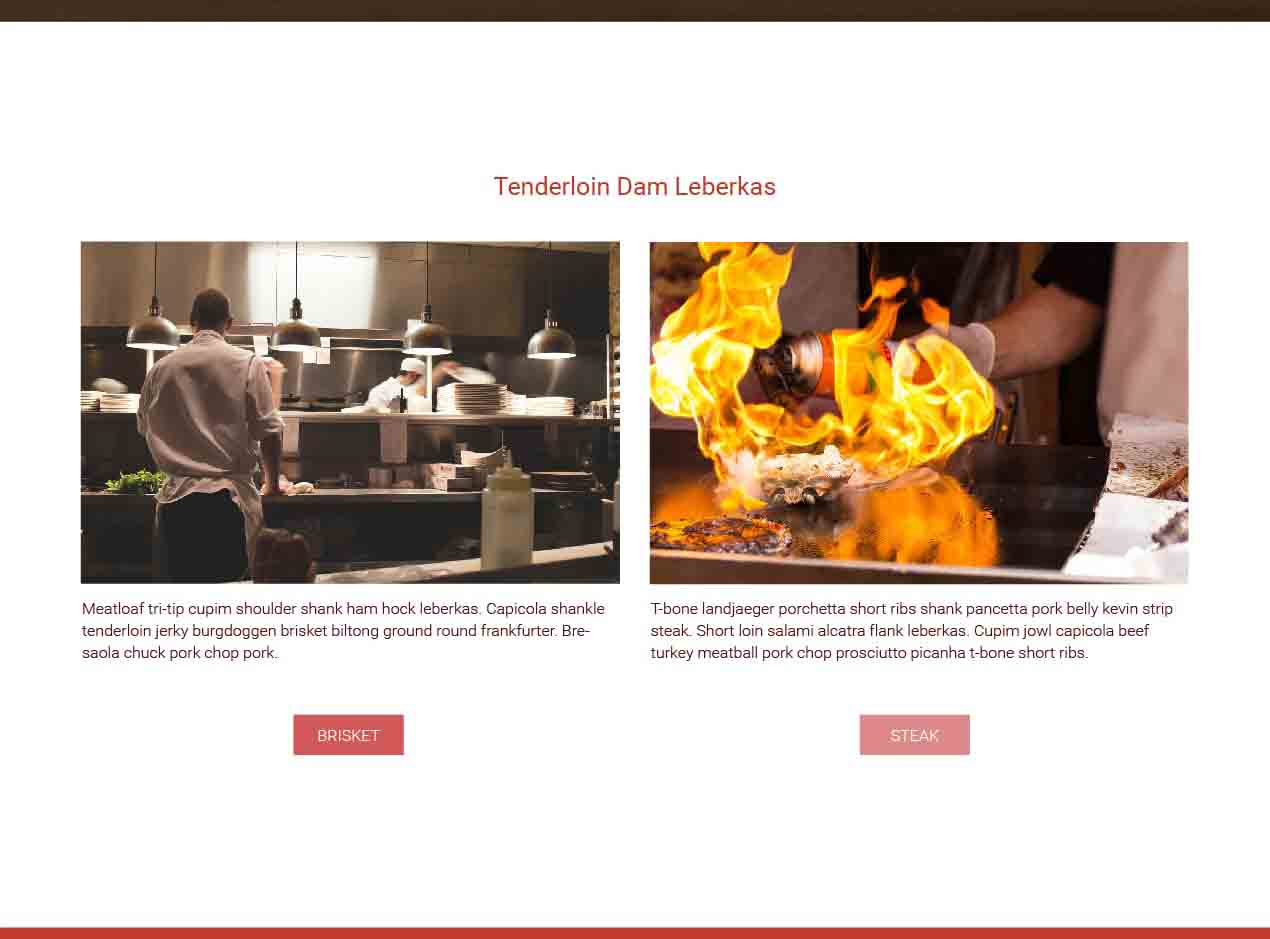 Tenderloin Dam Leberkas
Meatloaf tri-tip cupim shoulder shank ham hock leberkas. Capicola shankle
tenderloin jerky burgdoggen brisket biltong ground round frankfurter. Bre-
saola chuck pork chop pork.
T-bone landjaeger porchetta short ribs shank pancetta pork belly kevin strip
steak. Short loin salami alcatra flank leberkas. Cupim jowl capicola beef
turkey meatball pork chop prosciutto picanha t-bone short ribs.
BRISKET
STEAK